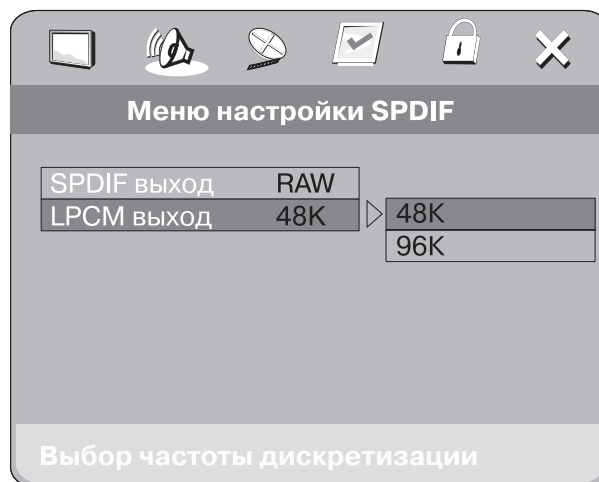 Меню настройки SPDIF
SPDIF выход RAW
LPCM выход 48K 48K
96K
Выбор частоты дискретизации